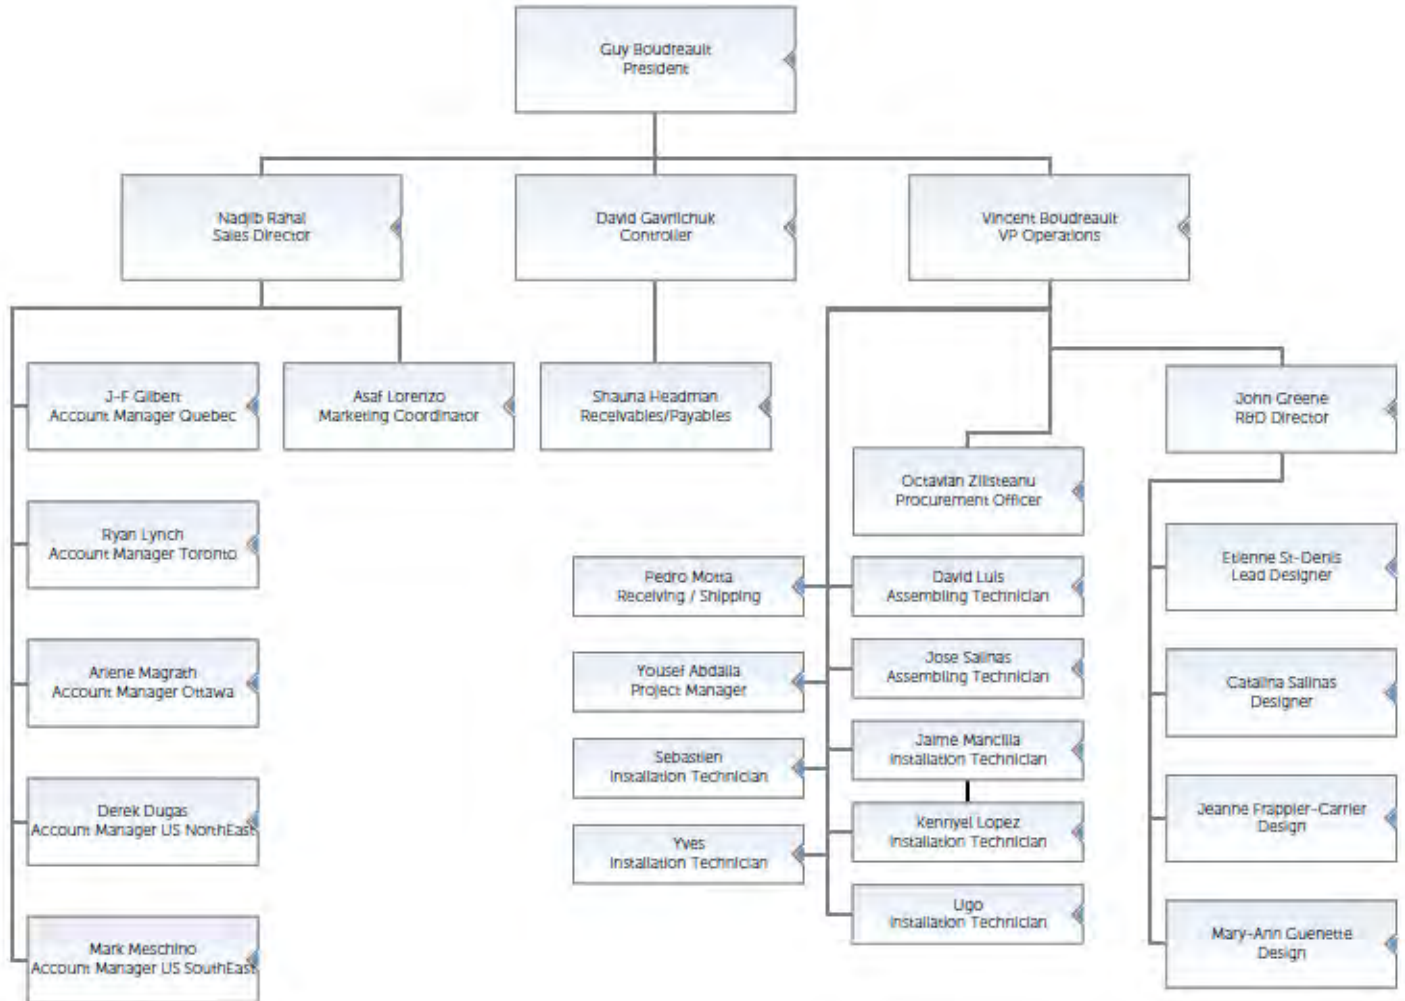 Guy Boudreault
President
Nadjib Rahal
Sales Director
David Gavrilchuk
Controller
Vincent Boudreault
VP Operations
J-F Gilbert
Account Manager Quebec
Asaf Lorenzo
Marketing Coordinator
Shauna Headman
Receivables/Payables
John Greene
R&D Director
Octavian Zilisteanu
Procurement Officer
Ryan Lynch
Account Manager Toronto
Etienne St-Denis
Lead Designer
Pedro Motta
Receiving / Shipping
David Luis
Assembling Technician
Arlene Magrath
Account Manager Ottawa
Yousef Abdalla
Project Manager
Jose Salinas
Assembling Technician
Catalina Salinas
Designer
Sebastien
Installation Technician
Jaime Mancilla
Installation Technician
Derek Dugas
Account Manager US NorthEast
Yves
Installation Technician
Kennyel Lopez
Installation Technician
Jeanne Frappier-Carrier
Design
Ugo
Installation Technician
Mark Meschino
Account Manager US SouthEast
Mary-Ann Guenette
Design